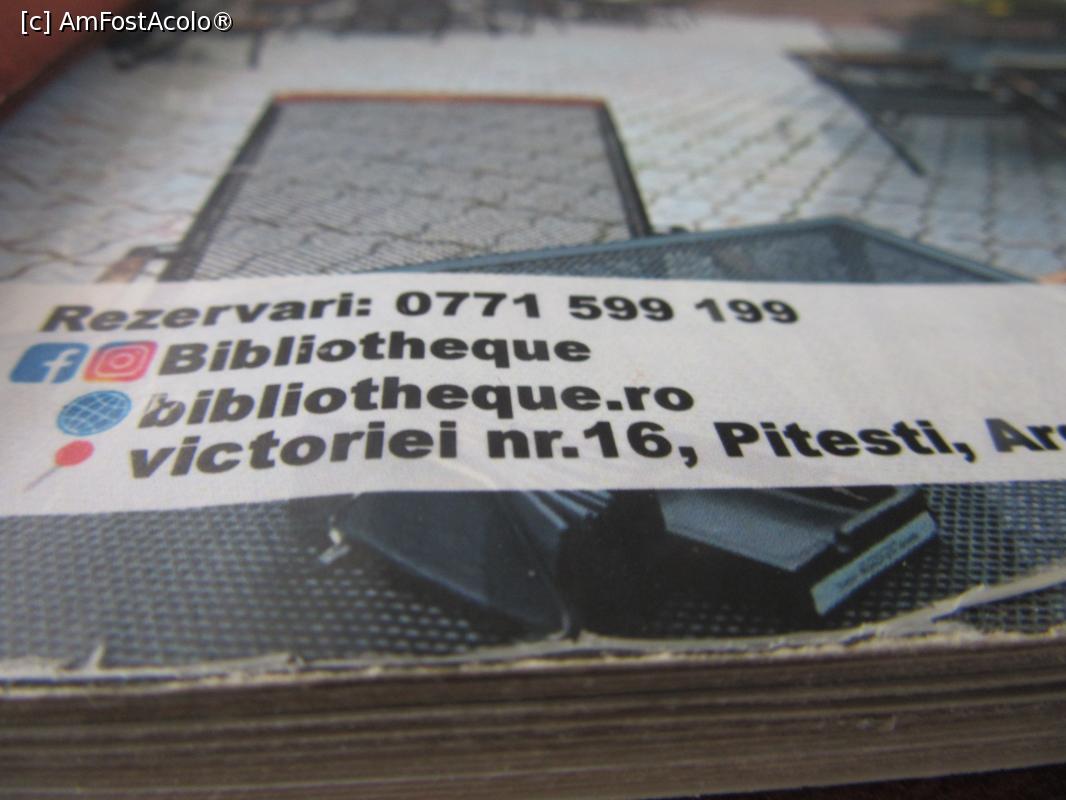 [c] AmFostAcolo®
Rezervari: 0771 599 199
Bibliotheque
bibliotheque.ro
victoriei nr.16, Pitesti,